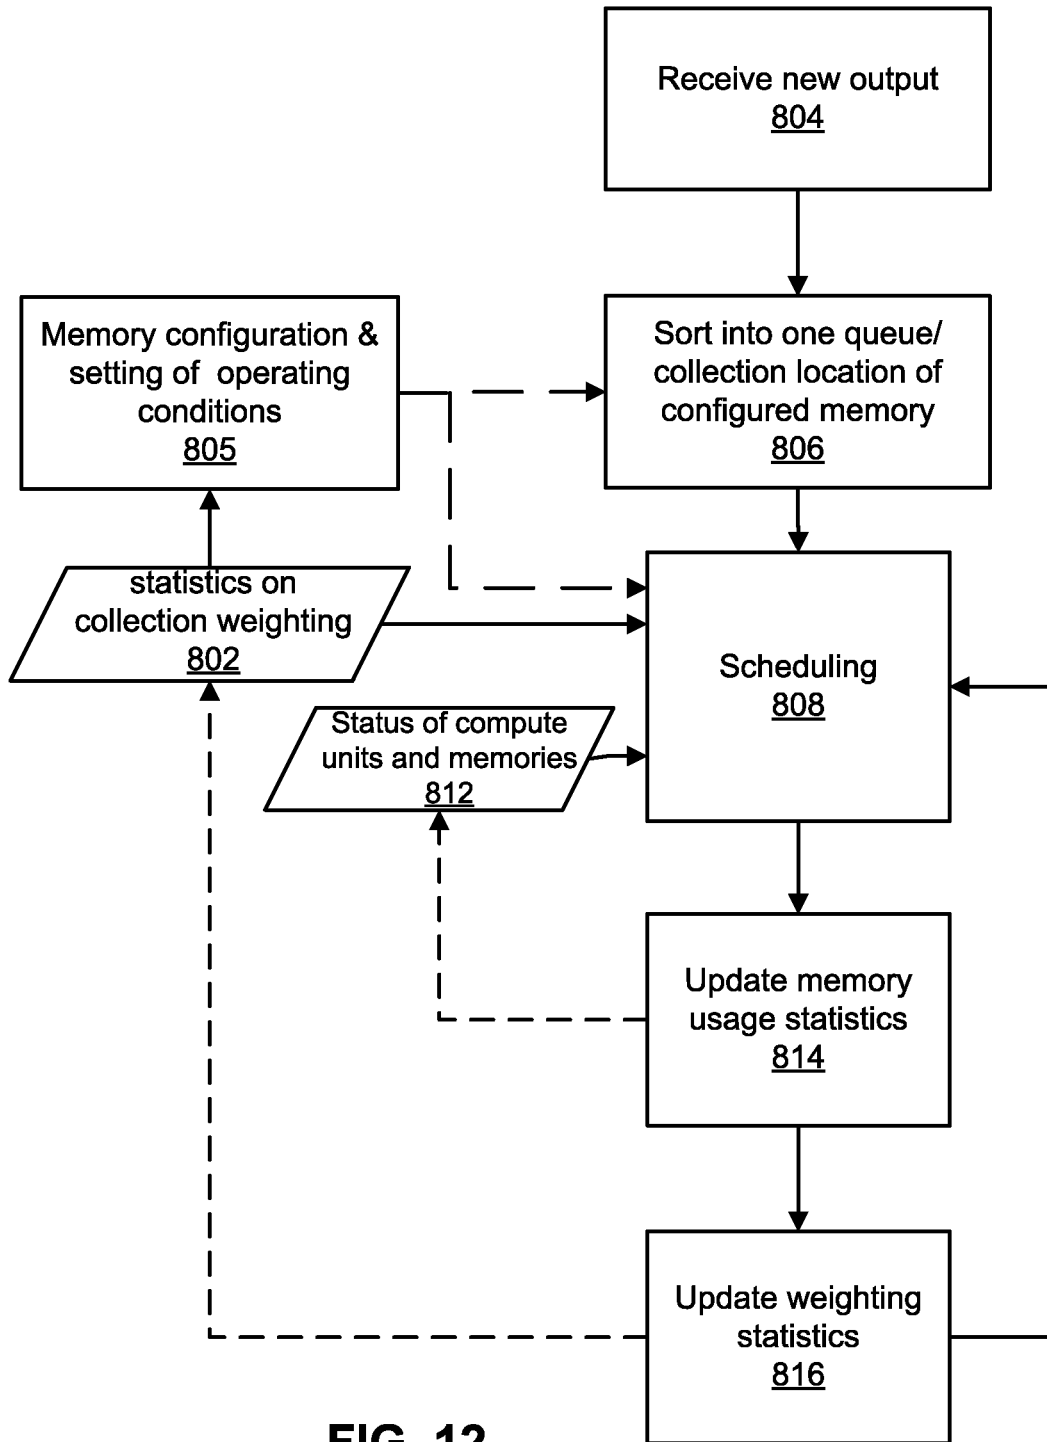 Receive new output
804
Memory configuration &
setting of operating
conditions
805
Sort into one queue/
collection location of
configured memory
806
statistics on
collection weighting
802
Scheduling
808
Status of compute
units and memories
812
Update memory
usage statistics
814
Update weighting
statistics
816
FIG. 12